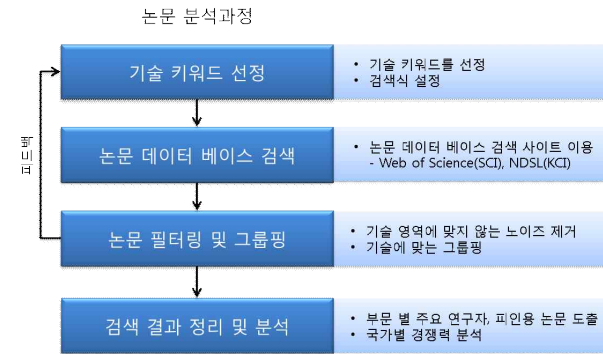 논문 분석과정
기술 키워드 선정
• 기술 키워드를 선정
• 검색식 설정
피드백
논문 데이터 베이스 검색
• 논문 데이터 베이스 검색 사이트 이용
- Web of Science(SCI), NDSL(KCI)
논문 필터링 및 그룹핑
• 기술 영역에 맞지 않는 노이즈 제거
• 기술에 맞는 그룹핑
검색 결과 정리 및 분석
• 부문 별 주요 연구자, 피인용 논문 도출
• 국가별 경쟁력 분석